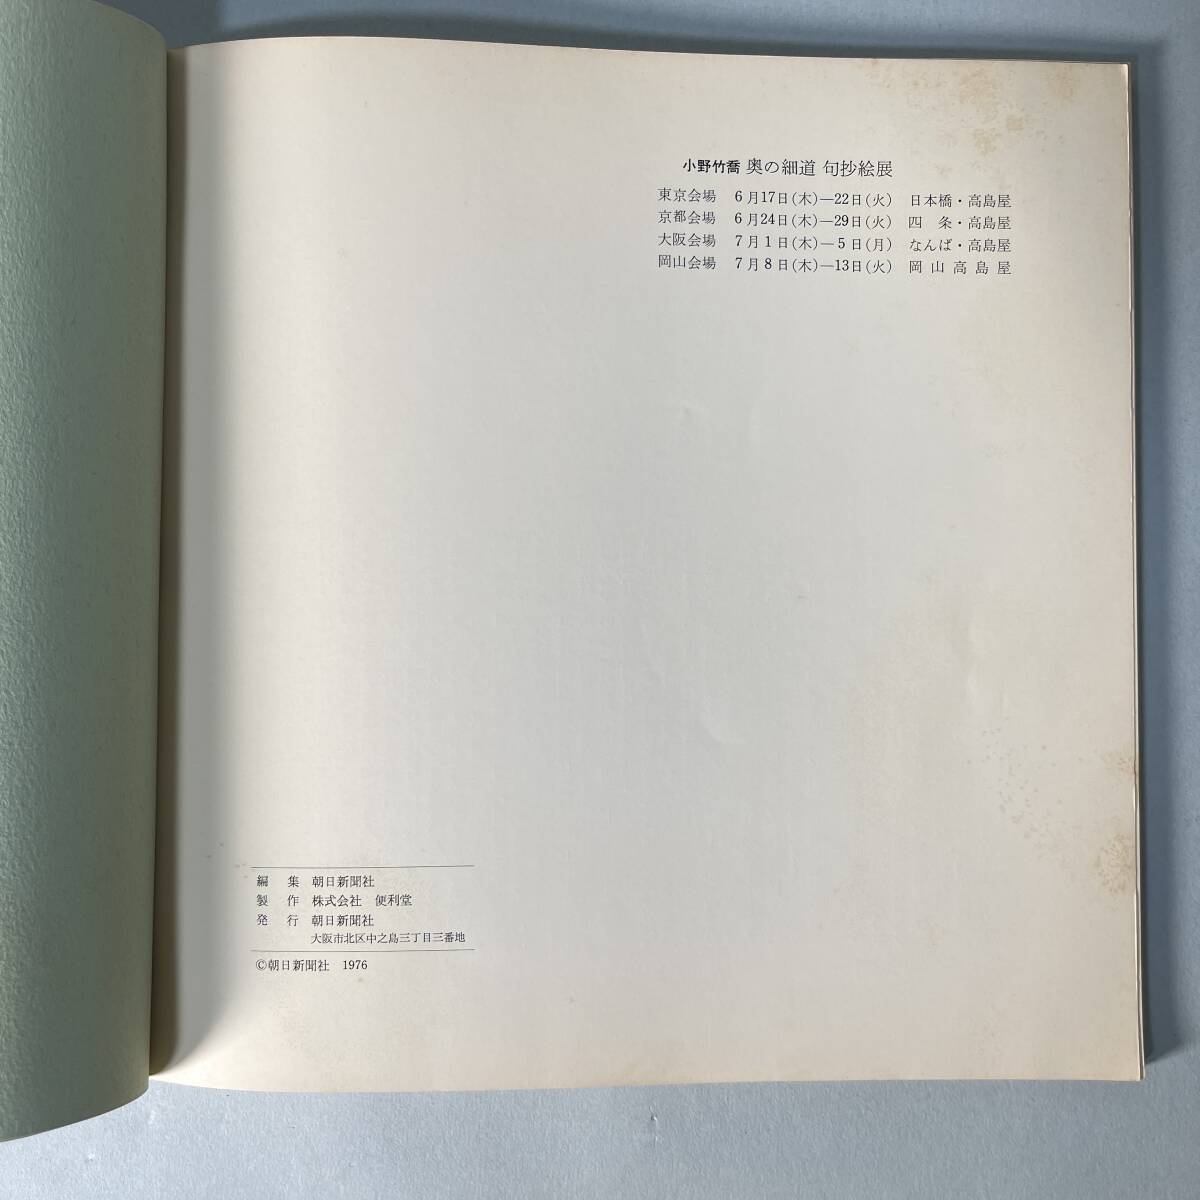 小野竹喬 奥の細道 句抄絵展
東京会場 6月17日(木)—22日(火) 日本橋・高島屋
京都会場 6月24日(木)—29日(火) 四条・高島屋
大阪会場 7月1日(木)—5日(月) なんば・高島屋
岡山会場 7月8日(木)—13日(火) 岡山高島屋
編集 朝日新聞社
製作 株式会社 便利堂
発行 朝日新聞社
大阪市北区中之島三丁目三番地
©朝日新聞社 1976